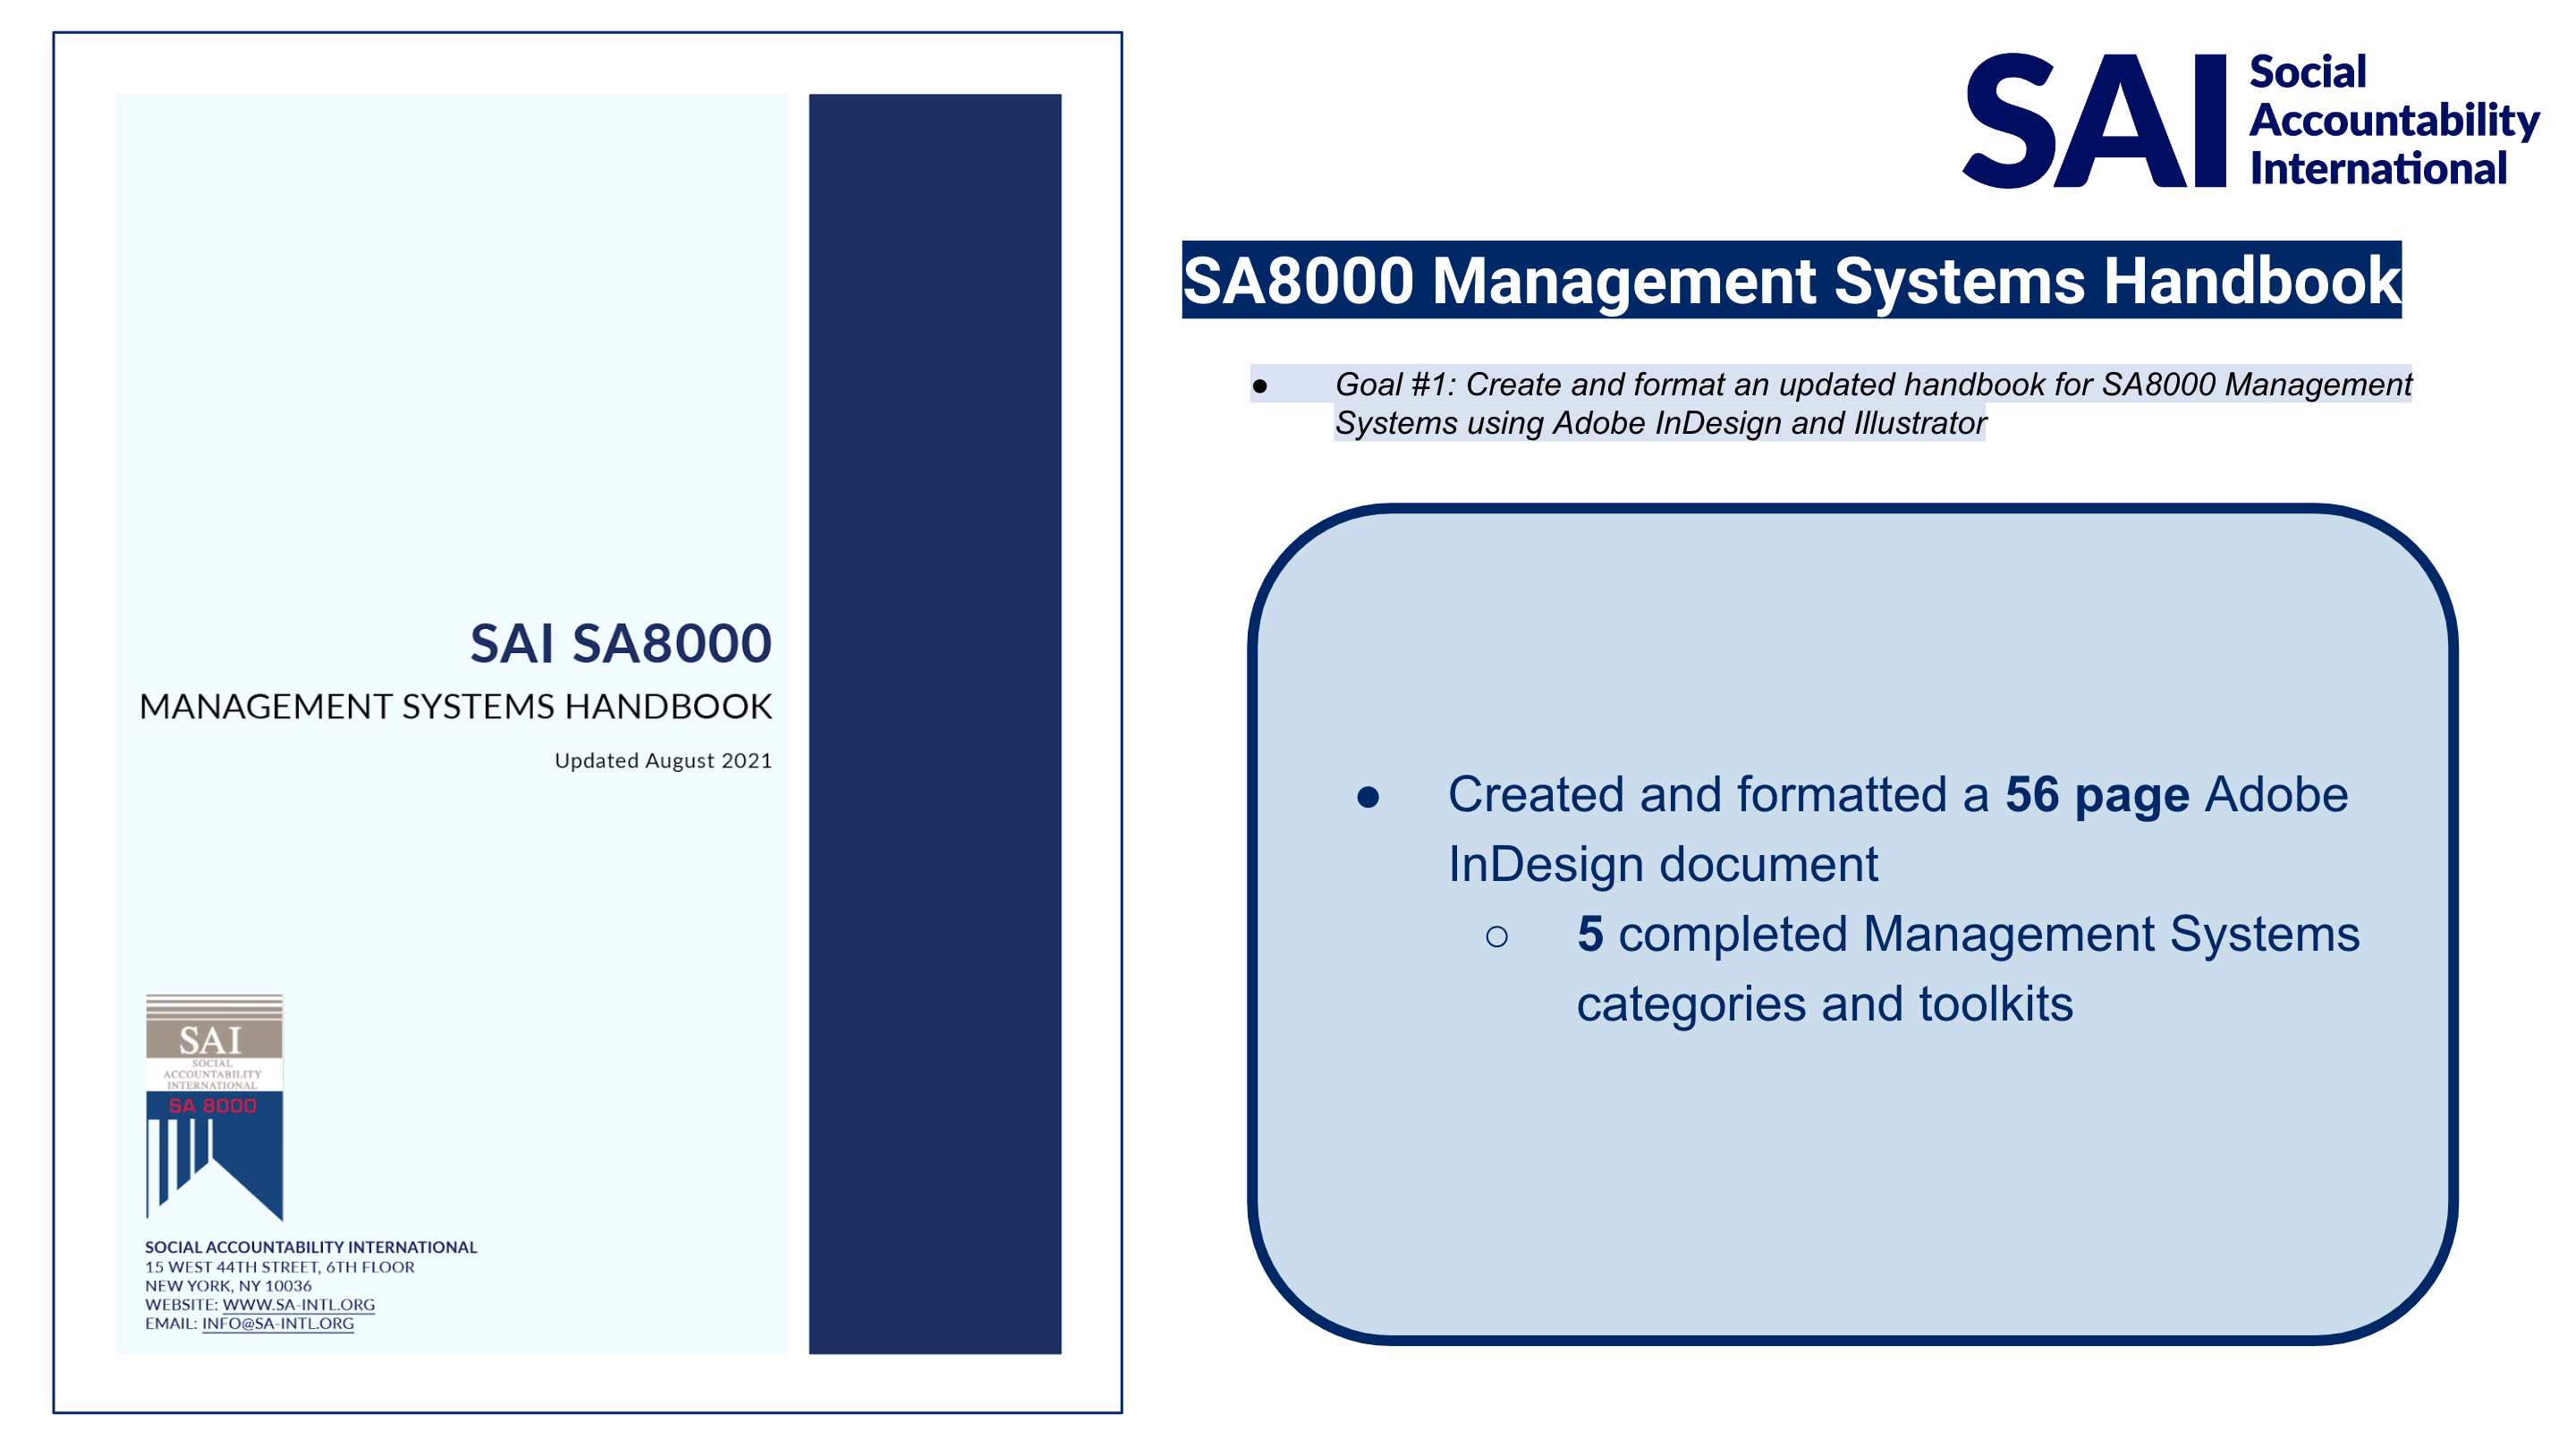 SAI SA8000
MANAGEMENT SYSTEMS HANDBOOK
Updated August 2021
SAI
SOCIAL
ACCOUNTABILITY
INTERNATIONAL
SA 8000
SOCIAL ACCOUNTABILITY INTERNATIONAL
15 WEST 44TH STREET, 6TH FLOOR
NEW YORK, NY 10036
WEBSITE: WWW.SA-INTL.ORG
EMAIL: INFO@SA-INTL.ORG
SAI
Social
Accountability
International
SA8000 Management Systems Handbook
● Goal #1: Create and format an updated handbook for SA8000 Management
Systems using Adobe InDesign and Illustrator
● Created and formatted a 56 page Adobe
InDesign document
○ 5 completed Management Systems
categories and toolkits